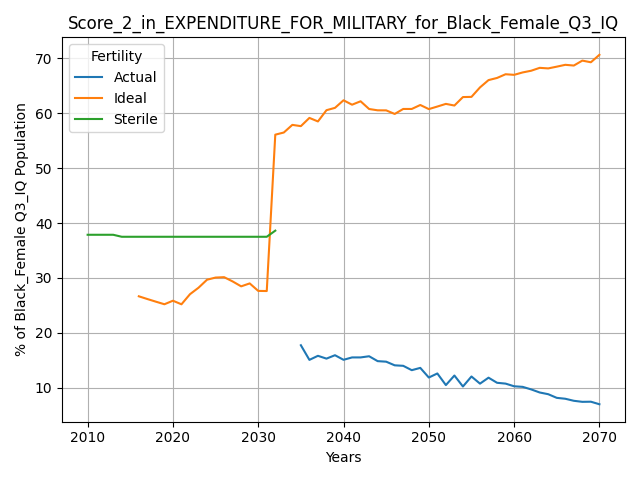 Score_2_in_EXPENDITURE_FOR_MILITARY_for_Black_Female_Q3_IQ
Fertility
Actual
Ideal
Sterile
% of Black_Female Q3_IQ Population
70
60
50
40
30
20
10
2010 2020 2030 2040 2050 2060 2070
Years